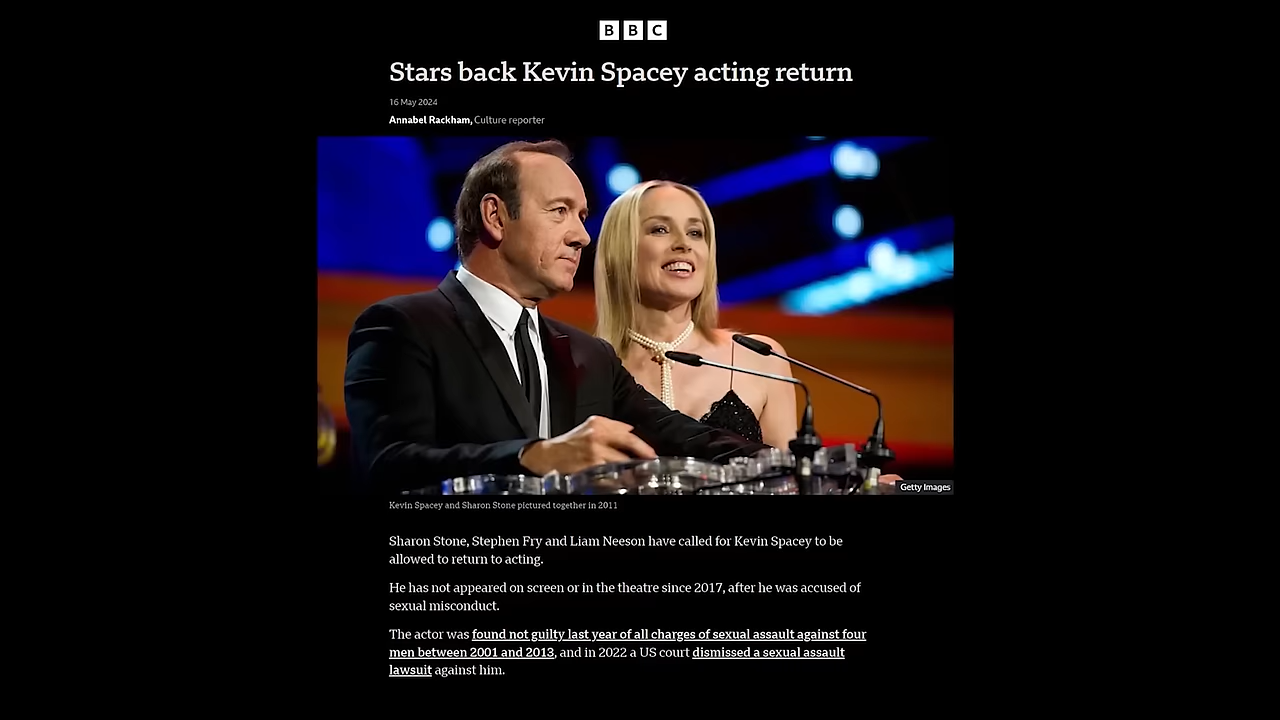 BBC
Stars back Kevin Spacey acting return
16 May 2024
Annabel Rackham, Culture reporter
Getty Images
Kevin Spacey and Sharon Stone pictured together in 2011
Sharon Stone, Stephen Fry and Liam Neeson have called for Kevin Spacey to be
allowed to return to acting.
He has not appeared on screen or in the theatre since 2017, after he was accused of
sexual misconduct.
The actor was found not guilty last year of all charges of sexual assault against four
men between 2001 and 2013, and in 2022 a US court dismissed a sexual assault
lawsuit against him.